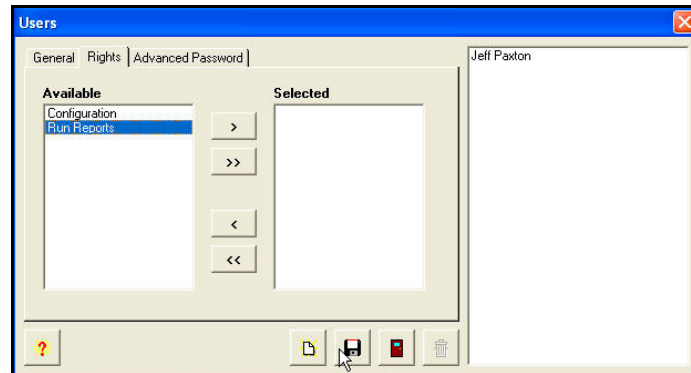 Users
General Rights Advanced Password
Jeff Paxton
Available Selected
Configuration
Run Reports
>
>>
<
<<
?